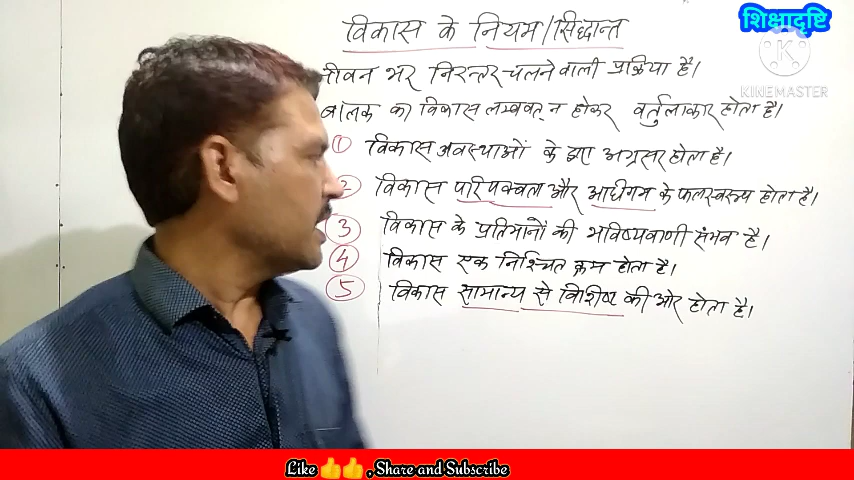 शिक्षादृष्टि
KINEMASTER
विकास के नियम/सिद्धान्त
जीवन भर निरन्तर चलने वाली प्रक्रिया है।
बालक का विकास लम्बवत् न होकर वर्तुलाकार होता है।
① विकास अवस्थाओं के द्वारा अग्रसर होता है।
2 विकास परिपक्वता और अधिगम के फलस्वरूप होता है।
3 विकास के प्रतिमानों की भविष्यवाणी संभव है।
4 विकास एक निश्चित क्रम होता है।
5 विकास सामान्य से विशिष्ट की ओर होता है।
Like 👍👍 , Share and Subscribe